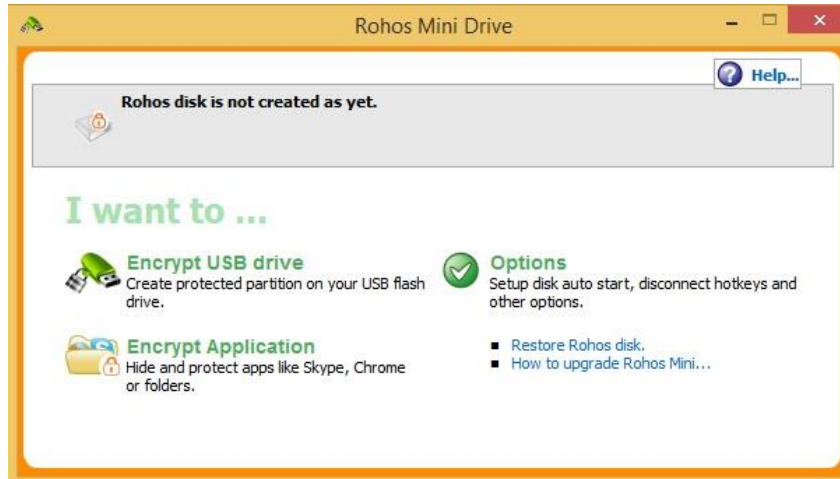 Rohos Mini Drive
Help...
Rohos disk is not created as yet.
I want to ...
Encrypt USB drive
Create protected partition on your USB flash
drive.
Encrypt Application
Hide and protect apps like Skype, Chrome
or folders.
Options
Setup disk auto start, disconnect hotkeys and
other options.
Restore Rohos disk.
How to upgrade Rohos Mini...